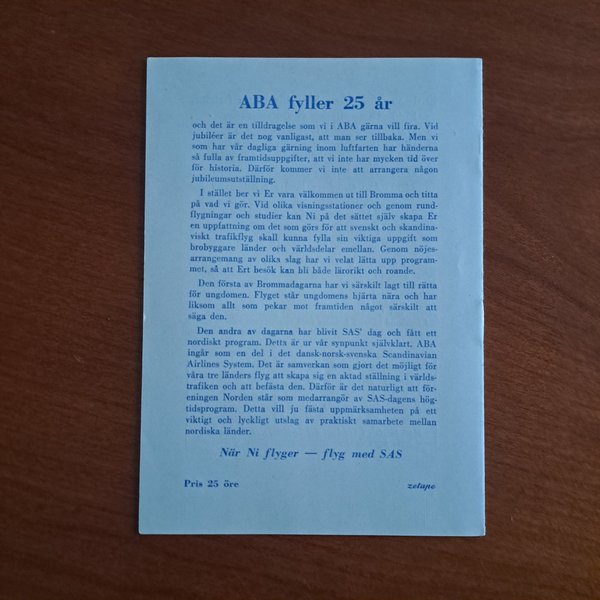 ABA fyller 25 år
och det är en tilldragelse som vi i ABA gärna vill fira. Vid
jubiléer är det nog vanligast, att man ser tillbaka. Men vi
som har vår dagliga gärning inom luftfarten har händerna
så fulla av framtidsuppgifter, att vi inte har mycken tid över
för historia. Därför kommer vi inte att arrangera någon
jubileumsutställning.
I stället ber vi Er vara välkommen ut till Bromma och titta
på vad vi gör. Vid olika visningsstationer och genom rund-
flygningar och studier kan Ni på det sättet själv skapa Er
en uppfattning om det som görs för att svenskt och skandina-
viskt trafikflyg skall kunna fylla sin viktiga uppgift som
brobyggare länder och världsdelar emellan. Genom nöjes-
arrangemang av olika slag har vi velat lätta upp program-
met, så att Ert besök kan bli både lärorikt och roande.
Den första av Brommadagarna har vi särskilt lagt till rätta
för ungdomen. Flyget står ungdomens hjärta nära och har
liksom allt som pekar mot framtiden något särskilt att
säga den.
Den andra av dagarna har blivit SAS' dag och fått ett
nordiskt program. Detta är ur vår synpunkt självklart. ABA
ingår som en del i det dansk-norsk-svenska Scandinavian
Airlines System. Det är samverkan som gjort det möjligt för
våra tre länders flyg att skapa sig en aktad ställning i världs-
trafiken och att befästa den. Därför är det naturligt att för-
eningen Norden står som medarrangör av SAS-dagens hög-
tidsprogram. Detta vill ju fästa uppmärksamheten på ett
viktigt och lyckligt utslag av praktiskt samarbete mellan
nordiska länder.
När Ni flyger — flyg med SAS
Pris 25 öre
zetape